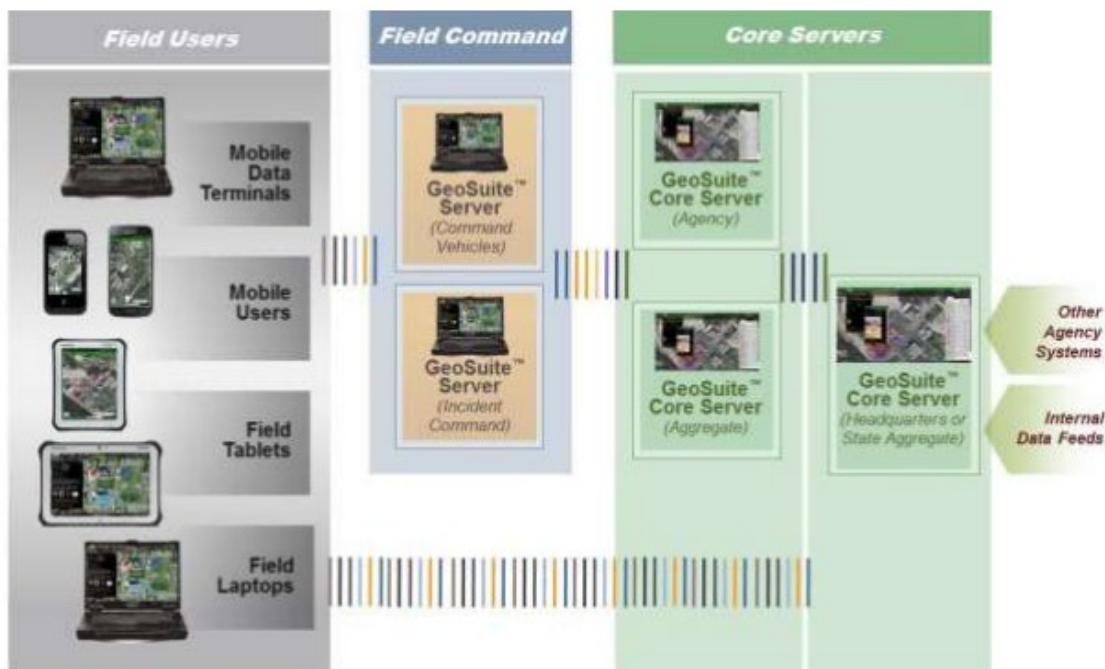 Field Users
Field Command
Core Servers
Mobile
Data
Terminals
Mobile
Users
Field
Tablets
Field
Laptops
GeoSuite™
Server
(Command
Vehicles)
GeoSuite™
Server
(Incident
Command)
GeoSuite™
Core Server
(Agency)
GeoSuite™
Core Server
(Aggregate)
GeoSuite™
Core Server
(Headquarters or
State Aggregate)
Other
Agency
Systems
Internal
Data Feeds